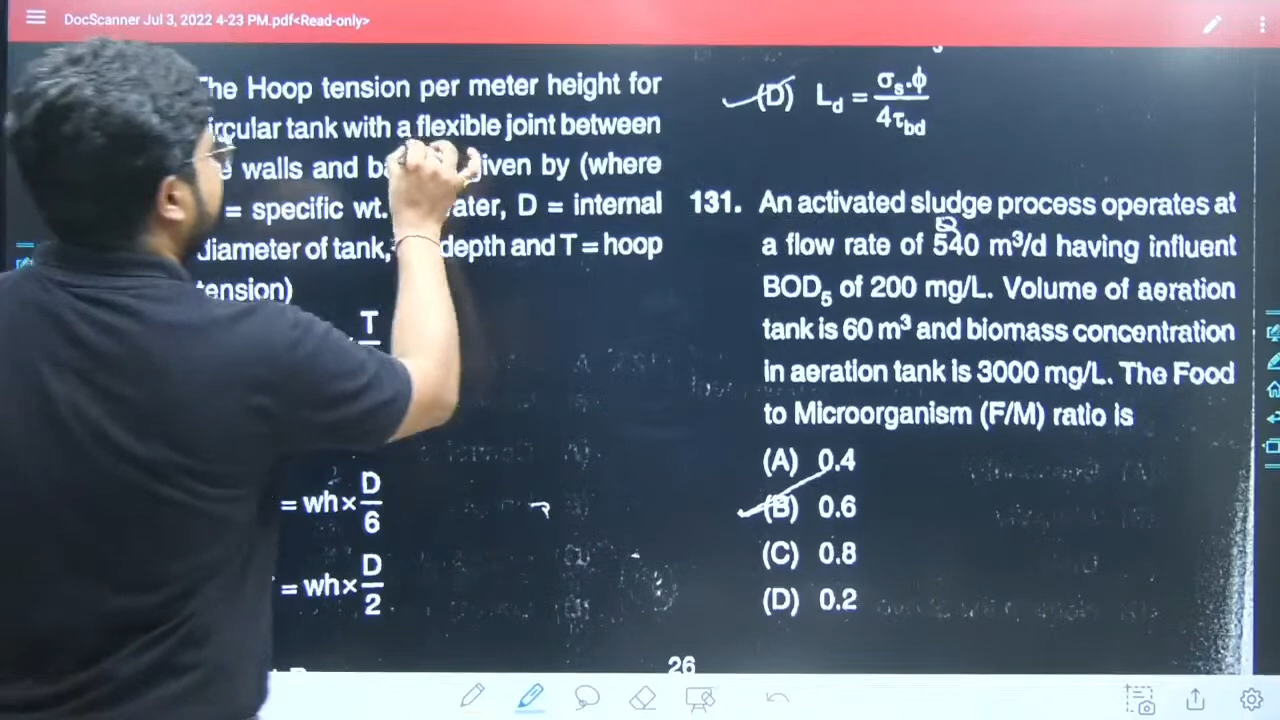 DocScanner Jul 3, 2022 4-23 PM.pdf<Read-only>
The Hoop tension per meter height for
circular tank with a flexible joint between
walls and given by (where
= specific wt. water, D = internal
diameter of tank, depth and T = hoop
tension)
T
= wh × D/6
= wh × D/2
(D) L_d = σ_s.ϕ/4τ_bd
131. An activated sludge process operates at
a flow rate of 540 m³/d having influent
BOD₅ of 200 mg/L. Volume of aeration
tank is 60 m³ and biomass concentration
in aeration tank is 3000 mg/L. The Food
to Microorganism (F/M) ratio is
(A) 0.4
(B) 0.6
(C) 0.8
(D) 0.2
26